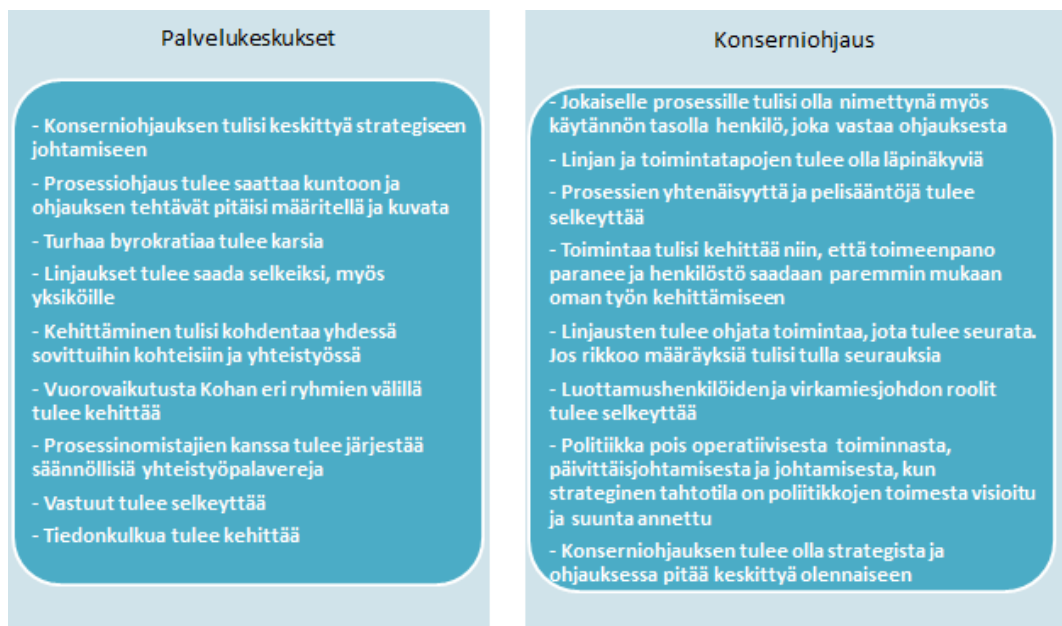 Palvelukeskukset
- Konserniohjauksen tulisi keskittyä strategiseen
johtamiseen
- Prosessiohjaus tulee saattaa kuntoon ja
ohjauksen tehtävät pitäisi määritellä ja kuvata
- Turhaa byrokratiaa tulee karsia
- Linjaukset tulee saada selkeiksi, myös
yksiköille
- Kehittäminen tulisi kohdentaa yhdessä
sovittuihin kohteisiin ja yhteistyössä
- Vuorovaikutusta Kohan eri ryhmien välillä
tulee kehittää
- Prosessinomistajien kanssa tulee järjestää
säännöllisiä yhteistyöpalavereja
- Vastuut tulee selkeyttää
- Tiedonkulkua tulee kehittää
Konserniohjaus
- Jokaiselle prosessille tulisi olla nimettynä myös
käytännön tasolla henkilö, joka vastaa ohjauksesta
- Linjan ja toimintatapojen tulee olla läpinäkyviä
- Prosessien yhtenäisyyttä ja pelisääntöjä tulee
selkeyttää
- Toimintaa tulisi kehittää niin, että toimeenpano
paranee ja henkilöstö saadaan paremmin mukaan
oman työn kehittämiseen
- Linjausten tulee ohjata toimintaa, jota tulee seurata.
Jos rikkoo määräyksiä tulisi tulla seurauksia
- Luottamushenkilöiden ja virkamiesjohdon roolit
tulee selkeyttää
- Politiikka pois operatiivisesta toiminnasta,
päivittäisjohtamisesta ja johtamisesta, kun
strateginen tahtotila on poliitikkojen toimesta visioitu
ja suunta annettu
- Konserniohjauksen tulee olla strategista ja
ohjauksessa pitää keskittyä olennaiseen